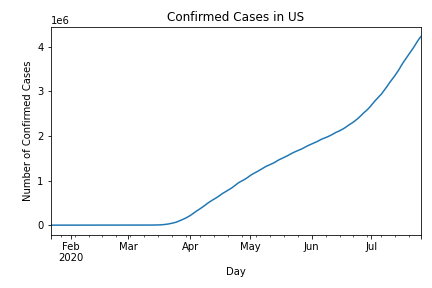 Confirmed Cases in US
1e6
4
3
2
1
0
Number of Confirmed Cases
Feb Mar Apr May Jun Jul
2020
Day